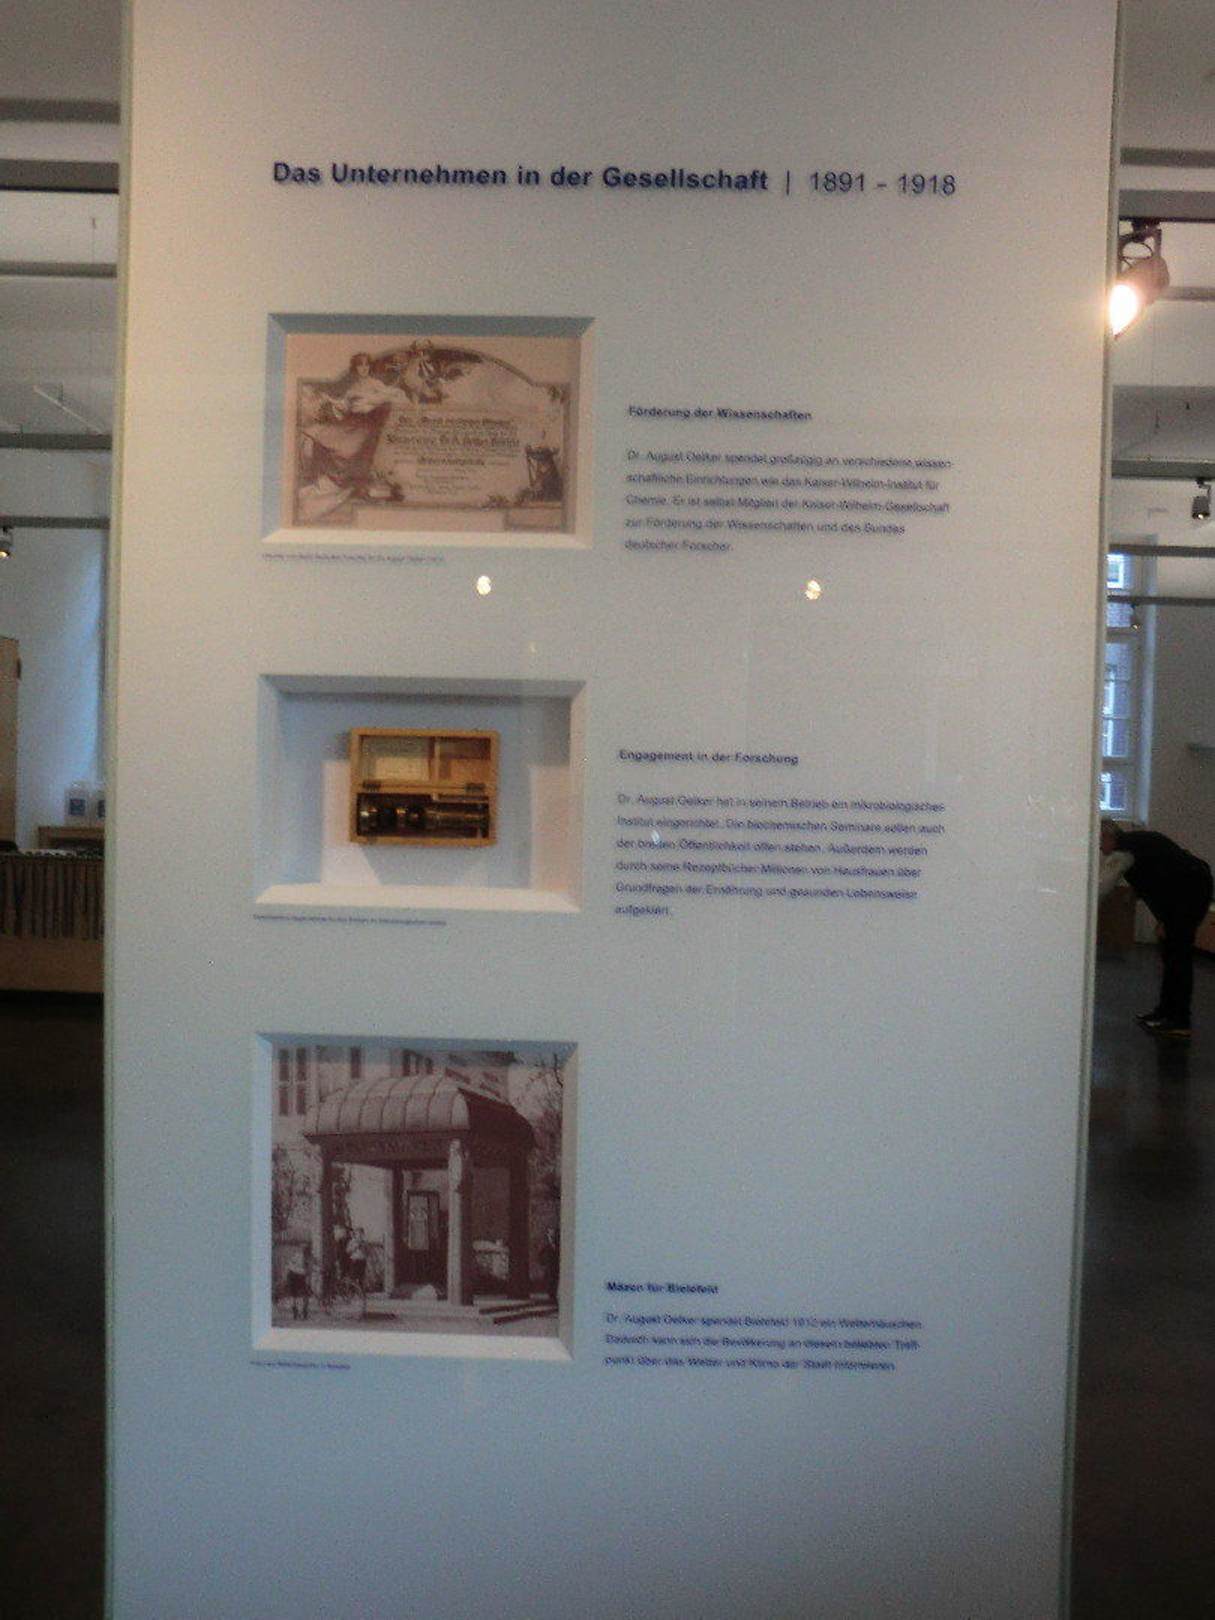 Das Unternehmen in der Gesellschaft | 1891 - 1918
Förderung der Wissenschaften
Dr. August Oetker spendet großzügig an verschiedene wissen-
schaftliche Einrichtungen wie das Kaiser-Wilhelm-Institut für
Chemie. Er ist selbst Mitglied der Kaiser-Wilhelm-Gesellschaft
zur Förderung der Wissenschaften und des Bundes
deutscher Forscher.
Engagement in der Forschung
Dr. August Oetker hat in seinem Betrieb ein mikrobiologisches
Institut eingerichtet. Die biochemischen Seminare sollen auch
der breiten Öffentlichkeit offen stehen. Außerdem werden
durch seine Rezeptbücher Millionen von Hausfrauen über
Grundfragen der Ernährung und gesunden Lebensweise
aufgeklärt.
Mäzen für Bielefeld
Dr. August Oetker spendet Bielefeld 1912 ein Wetterhäuschen.
Dadurch kann sich die Bevölkerung an diesem beliebten Treff-
punkt über das Wetter und Klima der Stadt informieren.